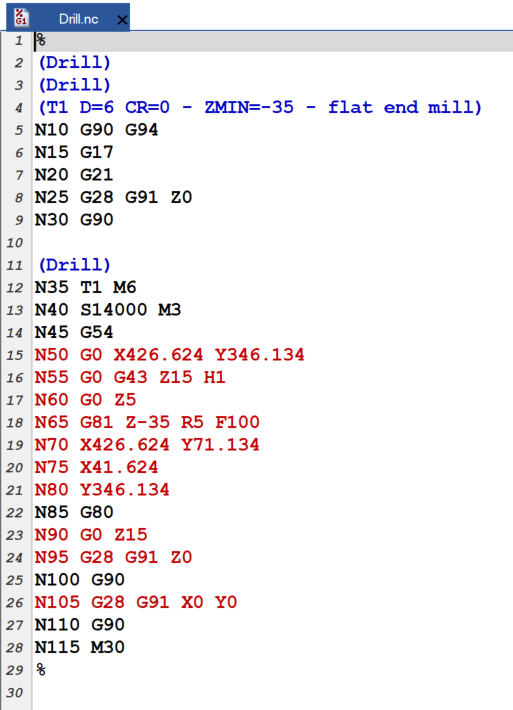 %
G1
Drill.nc
1 %
2 (Drill)
3 (Drill)
4 (T1 D=6 CR=0 - ZMIN=-35 - flat end mill)
5 N10 G90 G94
6 N15 G17
7 N20 G21
8 N25 G28 G91 Z0
9 N30 G90
10
11 (Drill)
12 N35 T1 M6
13 N40 S14000 M3
14 N45 G54
15 N50 G0 X426.624 Y346.134
16 N55 G0 G43 Z15 H1
17 N60 G0 Z5
18 N65 G81 Z-35 R5 F100
19 N70 X426.624 Y71.134
20 N75 X41.624
21 N80 Y346.134
22 N85 G80
23 N90 G0 Z15
24 N95 G28 G91 Z0
25 N100 G90
26 N105 G28 G91 X0 Y0
27 N110 G90
28 N115 M30
29 %
30